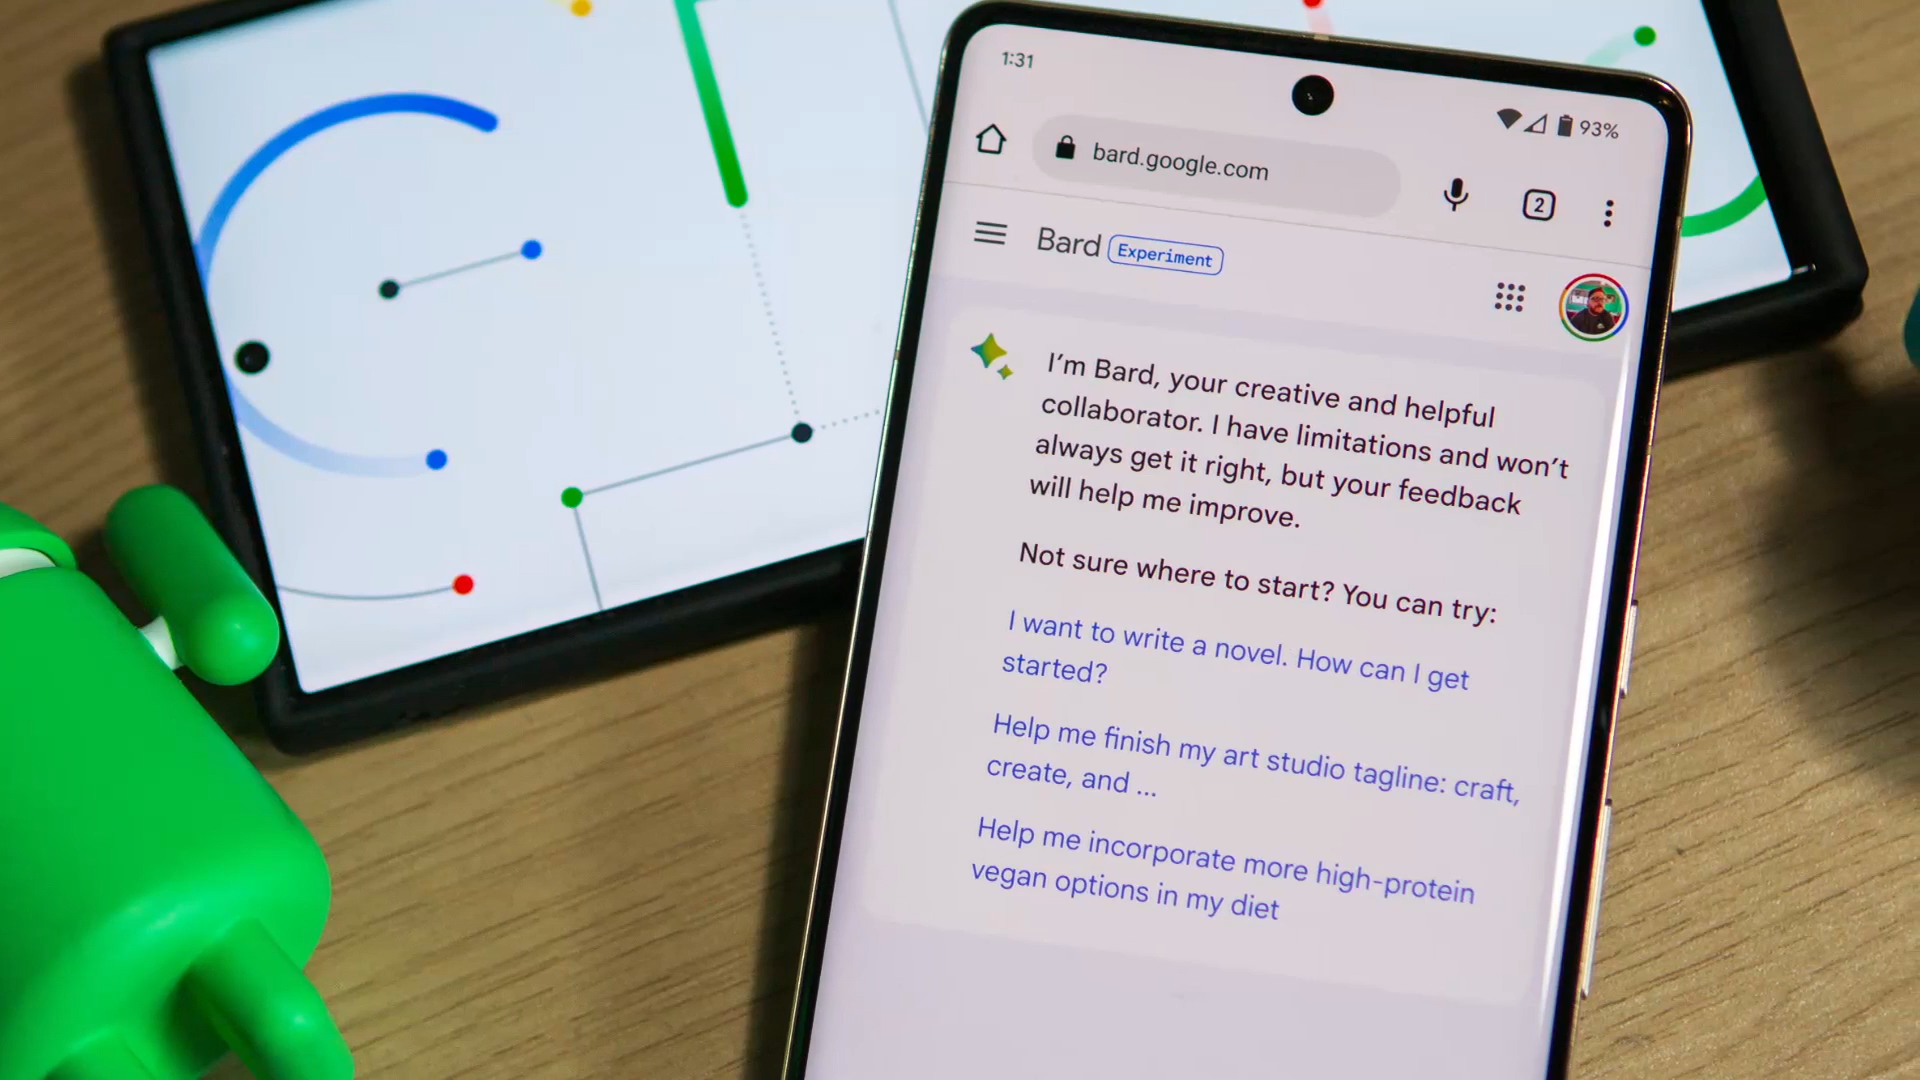 1:31
93%
bard.google.com
2
Bard Experiment
I’m Bard, your creative and helpful
collaborator. I have limitations and won’t
always get it right, but your feedback
will help me improve.
Not sure where to start? You can try:
I want to write a novel. How can I get
started?
Help me finish my art studio tagline: craft,
create, and ...
Help me incorporate more high-protein
vegan options in my diet